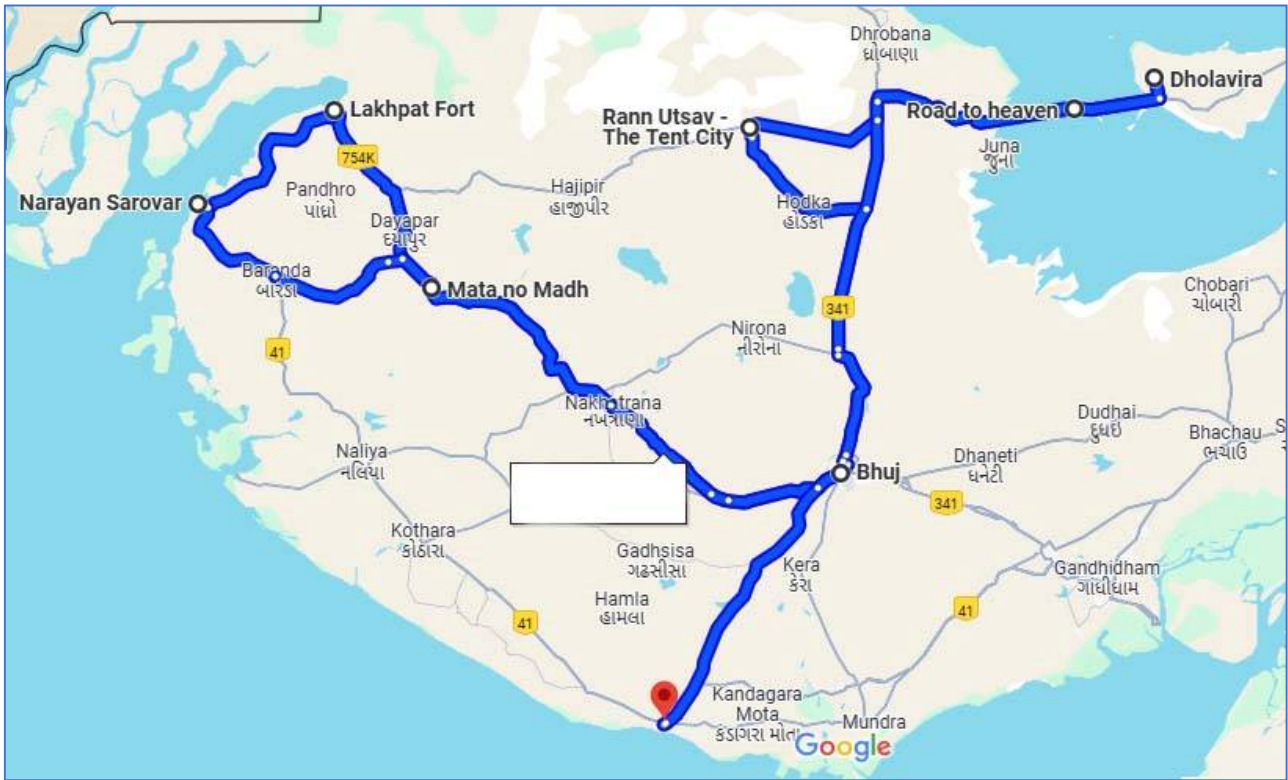 Dhrobana
ધ્રોબાણા
Dholavira
Lakhpat Fort
Rann Utsav -
The Tent City
Road to heaven
Juna
જુના
754K
Pandhro
પાંધ્રો
Hajipir
હાજીપીર
Narayan Sarovar
Hodka
હોડકા
Dayapar
દયાપુર
Baranda
બારંડા
Mata no Madh
Chobari
ચોબારી
341
Nirona
નીરોના
41
Nakhatrana
નખત્રાણા
Dudhai
દુધઇ
Bhachau
ભચાઉ
Naliya
નલિયા
Dhaneti
ધનેટી
Bhuj
341
Kothara
કોઠારા
Gadhsisa
ગઢસીસા
Kera
કેરા
Gandhidham
ગાંધીધામ
Hamla
હામલા
41
41
Kandagara
Mota
કંડાગરા મોતા
Mundra
Google